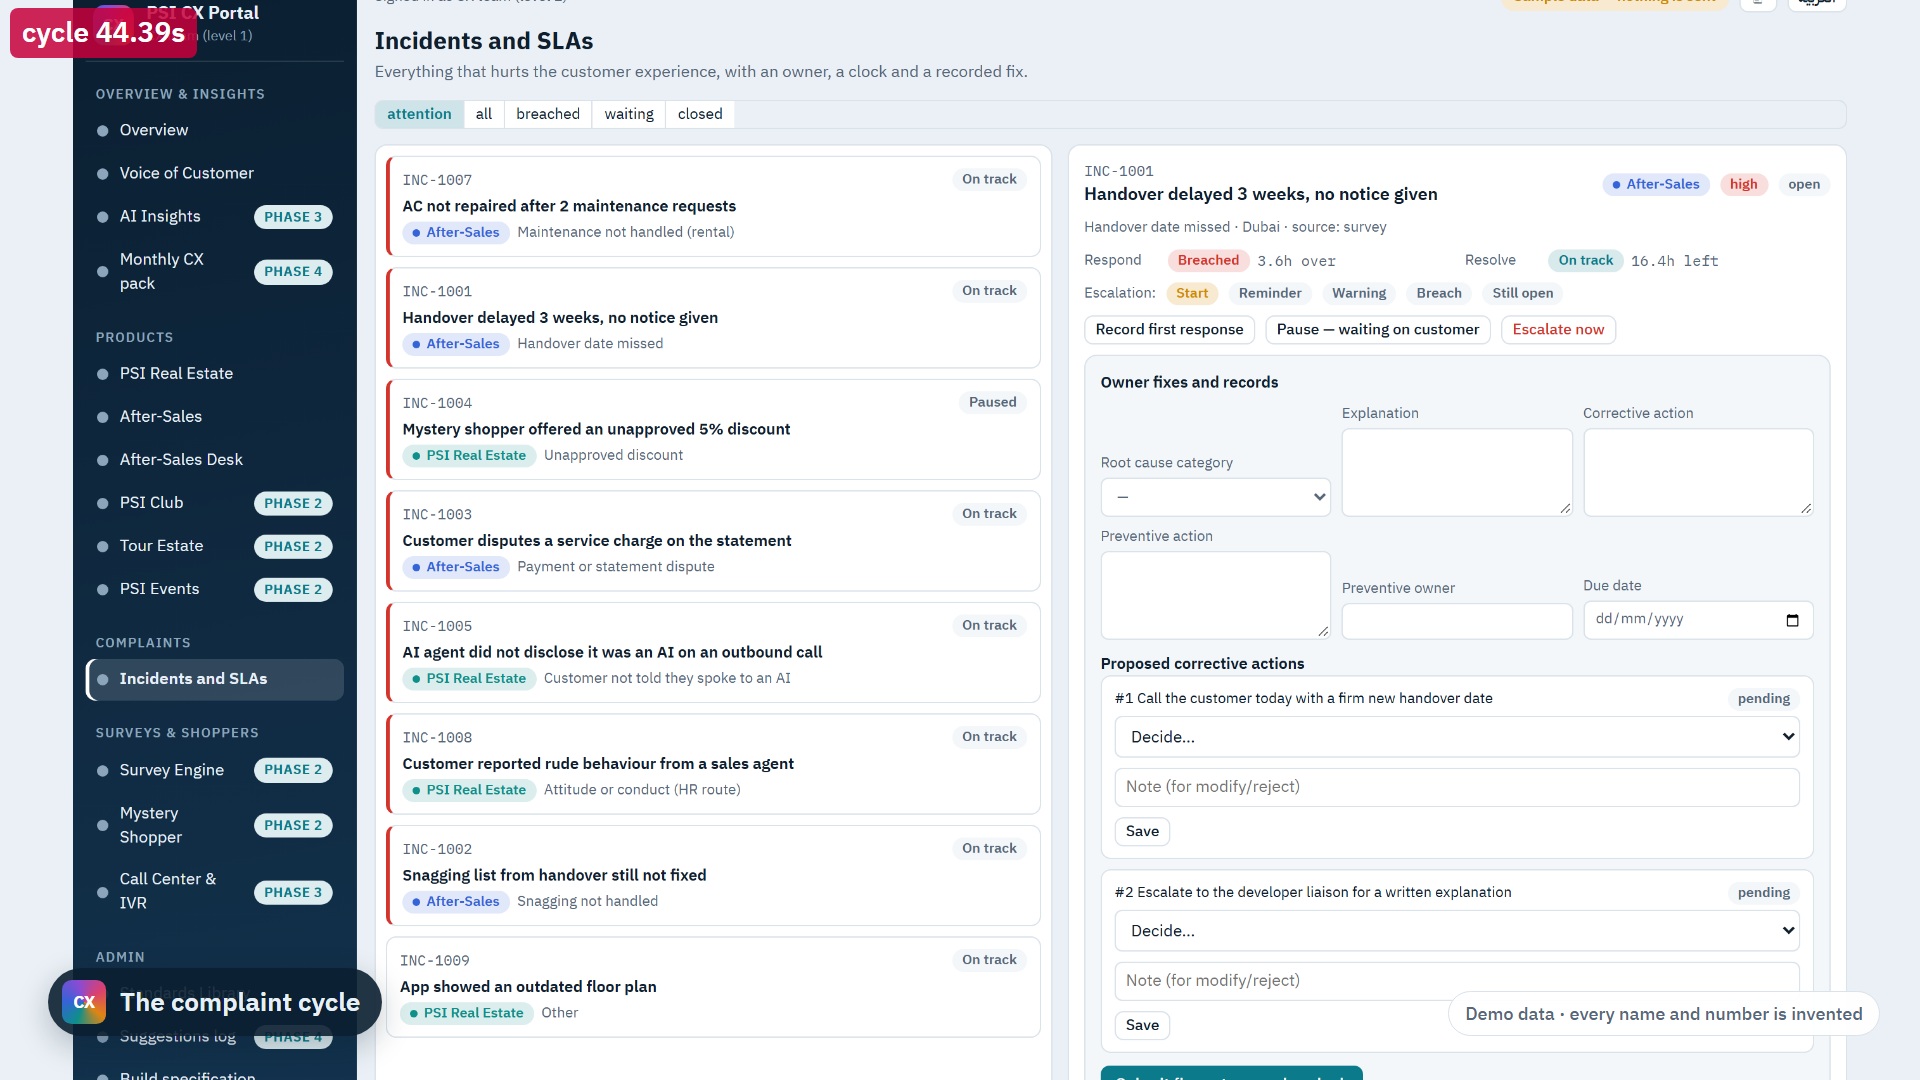 cycle 44.39s
PSI CX Portal
(level 1)
OVERVIEW & INSIGHTS
Overview
Voice of Customer
AI Insights PHASE 3
Monthly CX pack PHASE 4
PRODUCTS
PSI Real Estate
After-Sales
After-Sales Desk
PSI Club PHASE 2
Tour Estate PHASE 2
PSI Events PHASE 2
COMPLAINTS
Incidents and SLAs
SURVEYS & SHOPPERS
Survey Engine PHASE 2
Mystery Shopper PHASE 2
Call Center & IVR PHASE 3
ADMIN
Standards Library
Suggestions log PHASE 4
Build specification
CX The complaint cycle
Incidents and SLAs
Everything that hurts the customer experience, with an owner, a clock and a recorded fix.
attention all breached waiting closed
INC-1007 On track
AC not repaired after 2 maintenance requests
After-Sales Maintenance not handled (rental)
INC-1001 On track
Handover delayed 3 weeks, no notice given
After-Sales Handover date missed
INC-1004 Paused
Mystery shopper offered an unapproved 5% discount
PSI Real Estate Unapproved discount
INC-1003 On track
Customer disputes a service charge on the statement
After-Sales Payment or statement dispute
INC-1005 On track
AI agent did not disclose it was an AI on an outbound call
PSI Real Estate Customer not told they spoke to an AI
INC-1008 On track
Customer reported rude behaviour from a sales agent
PSI Real Estate Attitude or conduct (HR route)
INC-1002 On track
Snagging list from handover still not fixed
After-Sales Snagging not handled
INC-1009 On track
App showed an outdated floor plan
PSI Real Estate Other
INC-1001
Handover delayed 3 weeks, no notice given
After-Sales high open
Handover date missed · Dubai · source: survey
Respond Breached 3.6h over Resolve On track 16.4h left
Escalation: Start Reminder Warning Breach Still open
Record first response Pause — waiting on customer Escalate now
Owner fixes and records
Root cause category Explanation Corrective action
—
Preventive action Preventive owner Due date
dd/mm/yyyy
Proposed corrective actions
#1 Call the customer today with a firm new handover date pending
Decide...
Note (for modify/reject)
Save
#2 Escalate to the developer liaison for a written explanation pending
Decide...
Note (for modify/reject)
Save
Demo data · every name and number is invented